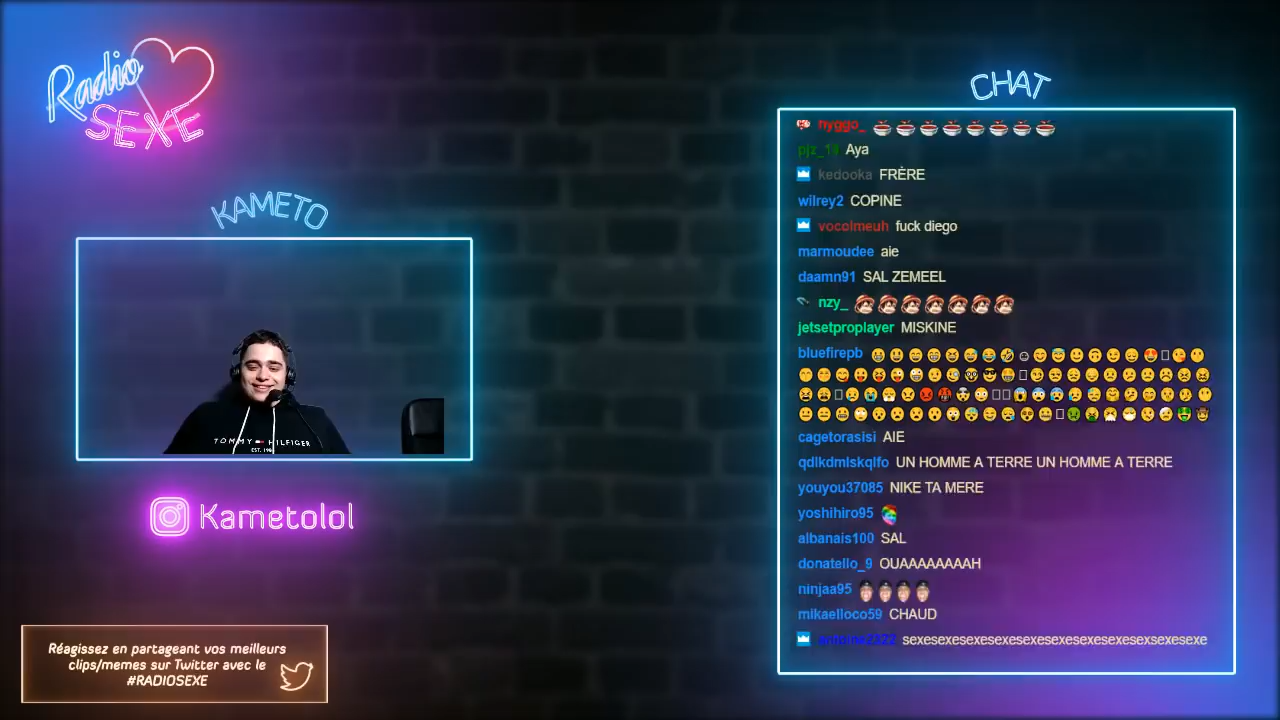 Radio
SEXE
KAMETO
TOMMY HILFIGER
Kametolol
Réagissez en partageant vos meilleurs
clips/memes sur Twitter avec le
#RADIOSEXE
CHAT
hyggo_
pjz_18 Aya
kedooka FRÈRE
wilrey2 COPINE
vocolmeuh fuck diego
marmoudee aie
daamn91 SAL ZEMEEL
nzy_
jetsetproplayer MISKINE
bluefirepb
cagetorasisi AIE
qdlkdmlskqlfo UN HOMME A TERRE UN HOMME A TERRE
youyou37085 NIKE TA MERE
yoshihiro95
albanais100 SAL
donatello_9 OUAAAAAAAAH
ninjaa95
mikaelloco59 CHAUD
sexesexesexesexesexesexesexesexesexesexsexesexe